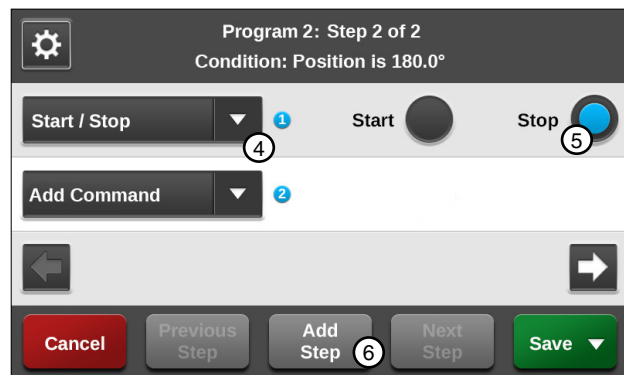 Program 2: Step 2 of 2
Condition: Position is 180.0°
Start / Stop 1 Start Stop
4 5
Add Command 2
Cancel Previous Step Add Step 6 Next Step Save